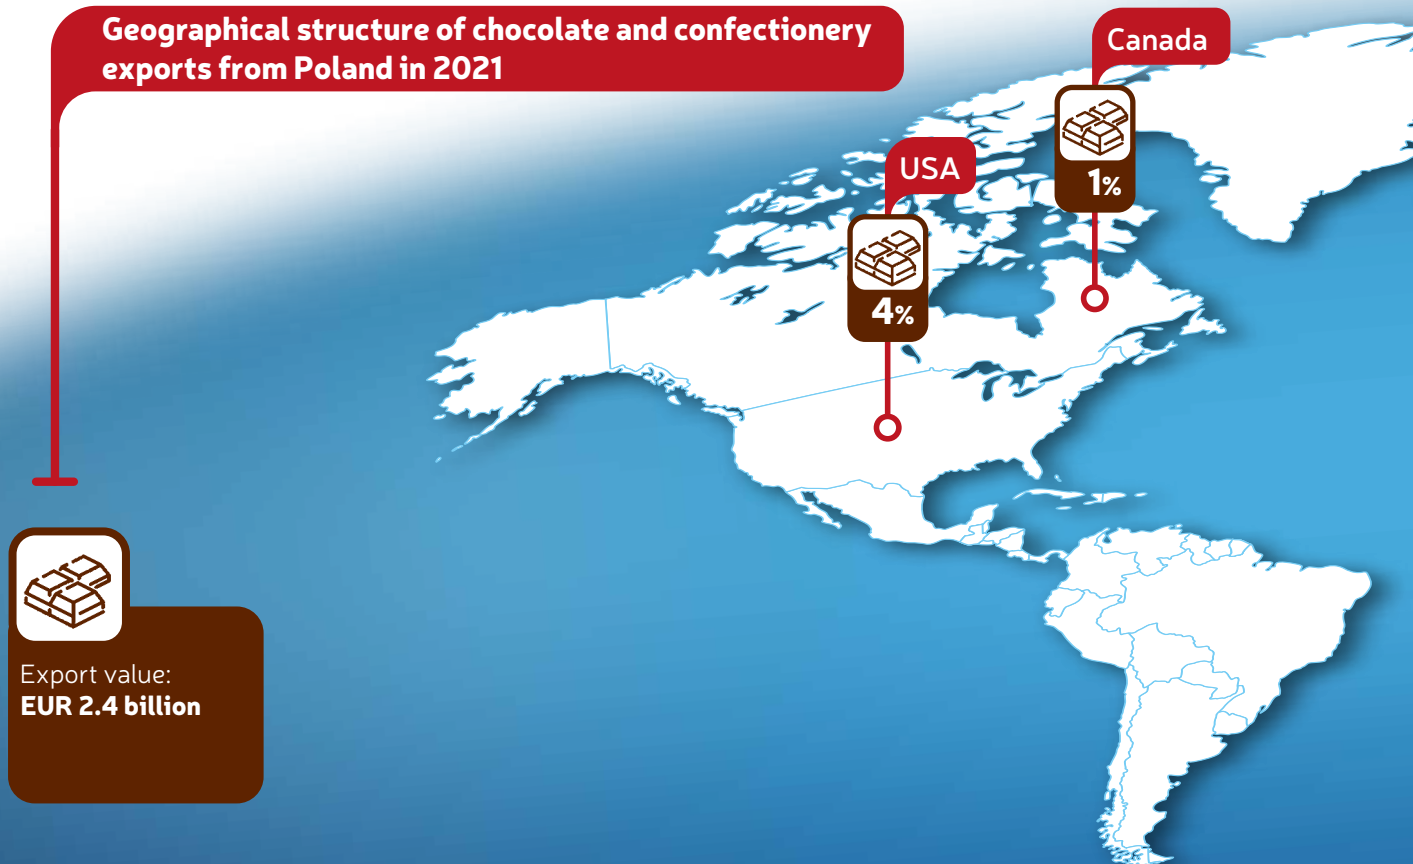 Geographical structure of chocolate and confectionery
exports from Poland in 2021
Canada
1%
USA
4%
Export value:
EUR 2.4 billion